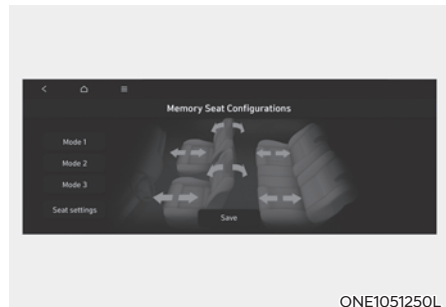 Memory Seat Configurations
Mode 1
Mode 2
Mode 3
Seat settings
Save
ONE1051250L